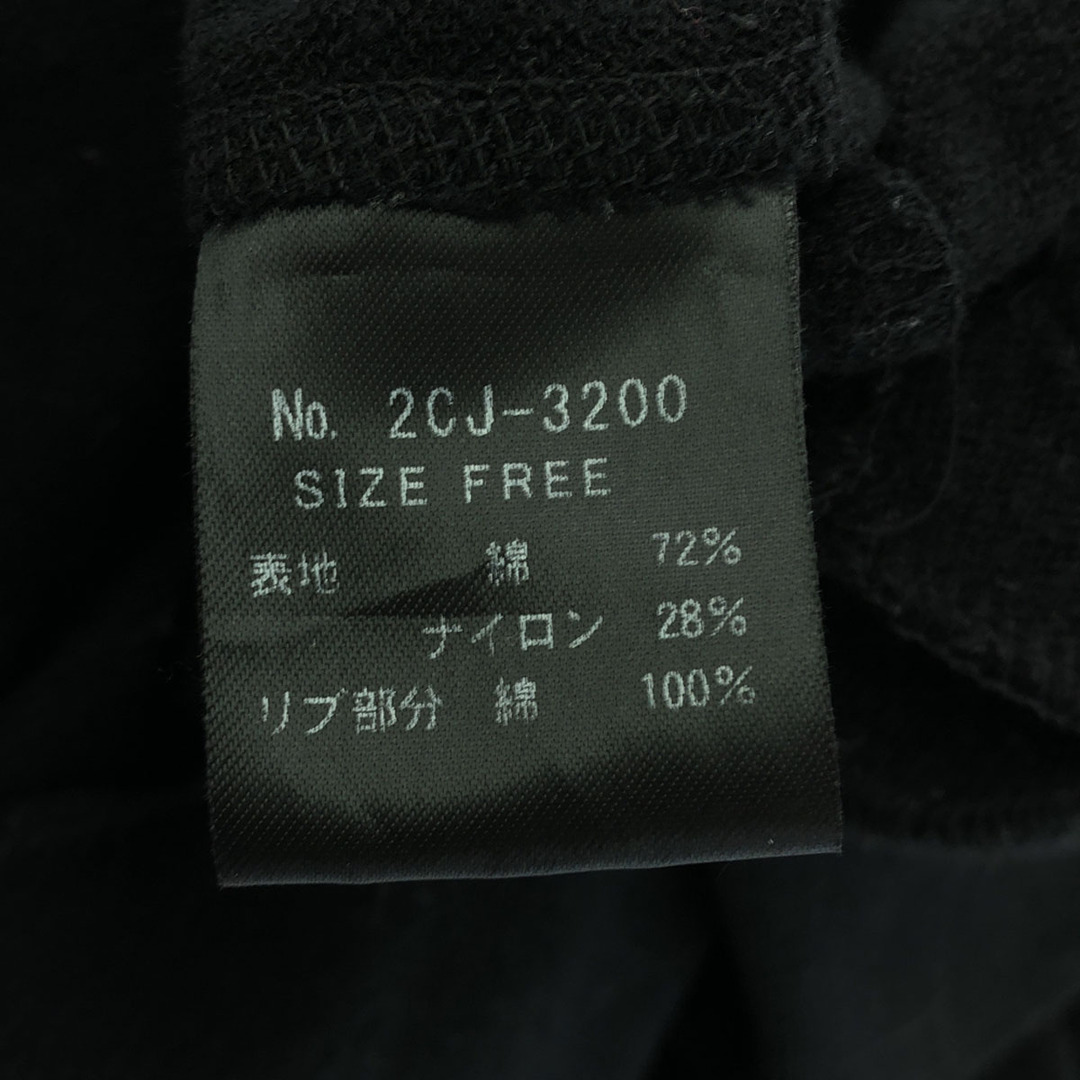 No. 2CJ-3200
SIZE FREE
表地 綿 72%
ナイロン 28%
リブ部分 綿 100%